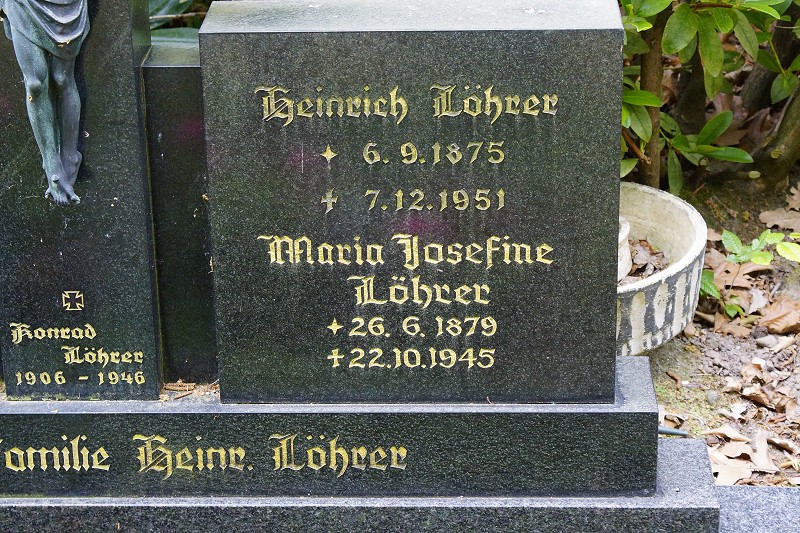 Heinrich Löhrer
6. 9.1875
7.12.1951
Maria Josefine
Löhrer
26. 6. 1879
22.10.1945
Konrad
Löhrer
1906 - 1946
Familie Heinr. Löhrer